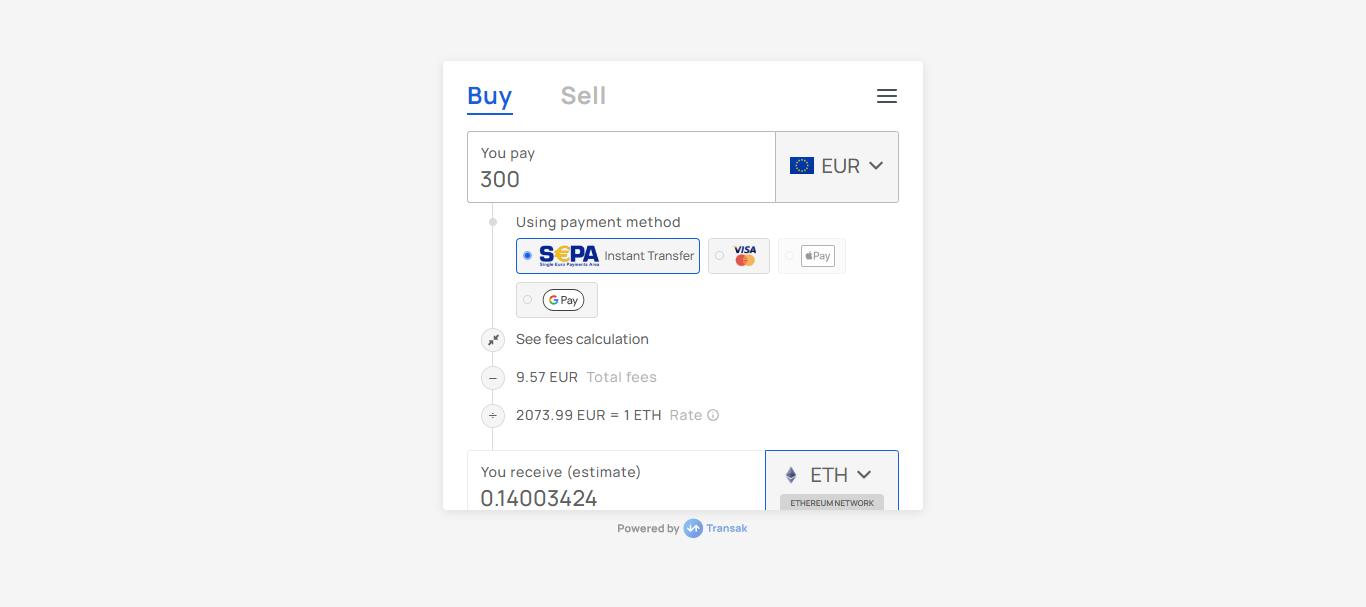 Buy Sell
You pay
300
EUR
Using payment method
SEPA Instant Transfer
Single Euro Payments Area
VISA
Pay
G Pay
See fees calculation
− 9.57 EUR Total fees
÷ 2073.99 EUR = 1 ETH Rate
You receive (estimate)
0.14003424
ETH
ETHEREUM NETWORK
Powered by Transak